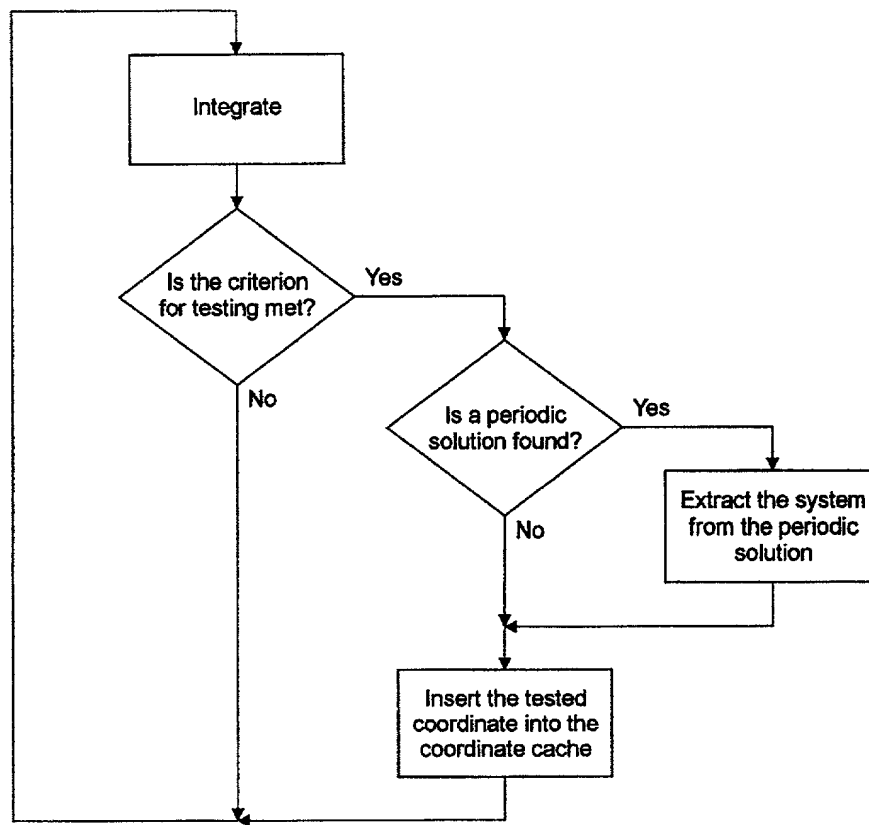 Integrate
Is the criterion
for testing met?
Yes
No
Is a periodic
solution found?
Yes
No
Extract the system
from the periodic
solution
Insert the tested
coordinate into the
coordinate cache